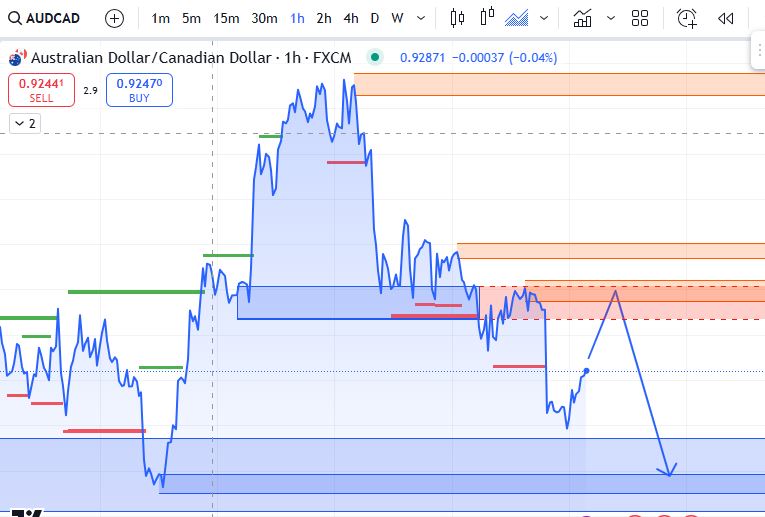 AUDCAD 1m 5m 15m 30m 1h 2h 4h D W
Australian Dollar/Canadian Dollar · 1h · FXCM 0.92871 −0.00037 (−0.04%)
0.92441 2.9 0.92470
SELL BUY
2